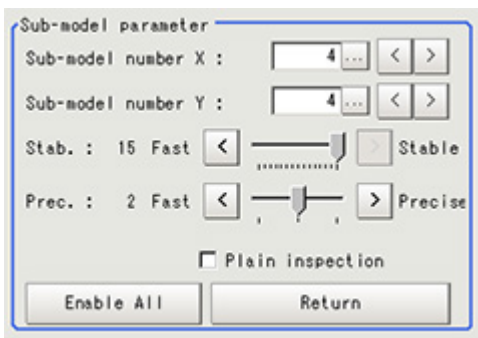 Sub-model parameter
Sub-model number X : 4 ... < >
Sub-model number Y : 4 ... < >
Stab. : 15 Fast < > Stable
Prec. : 2 Fast < > Precise
Plain inspection
Enable All Return